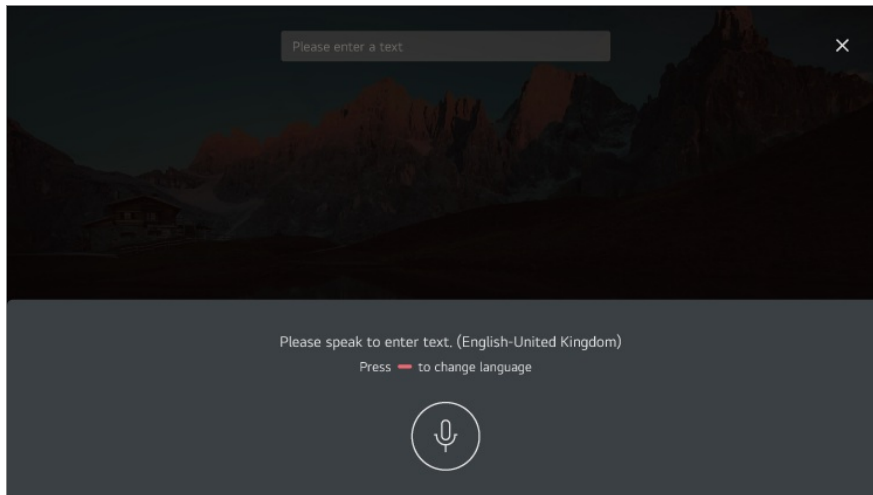 Please enter a text
Please speak to enter text. (English-United Kingdom)
Press to change language